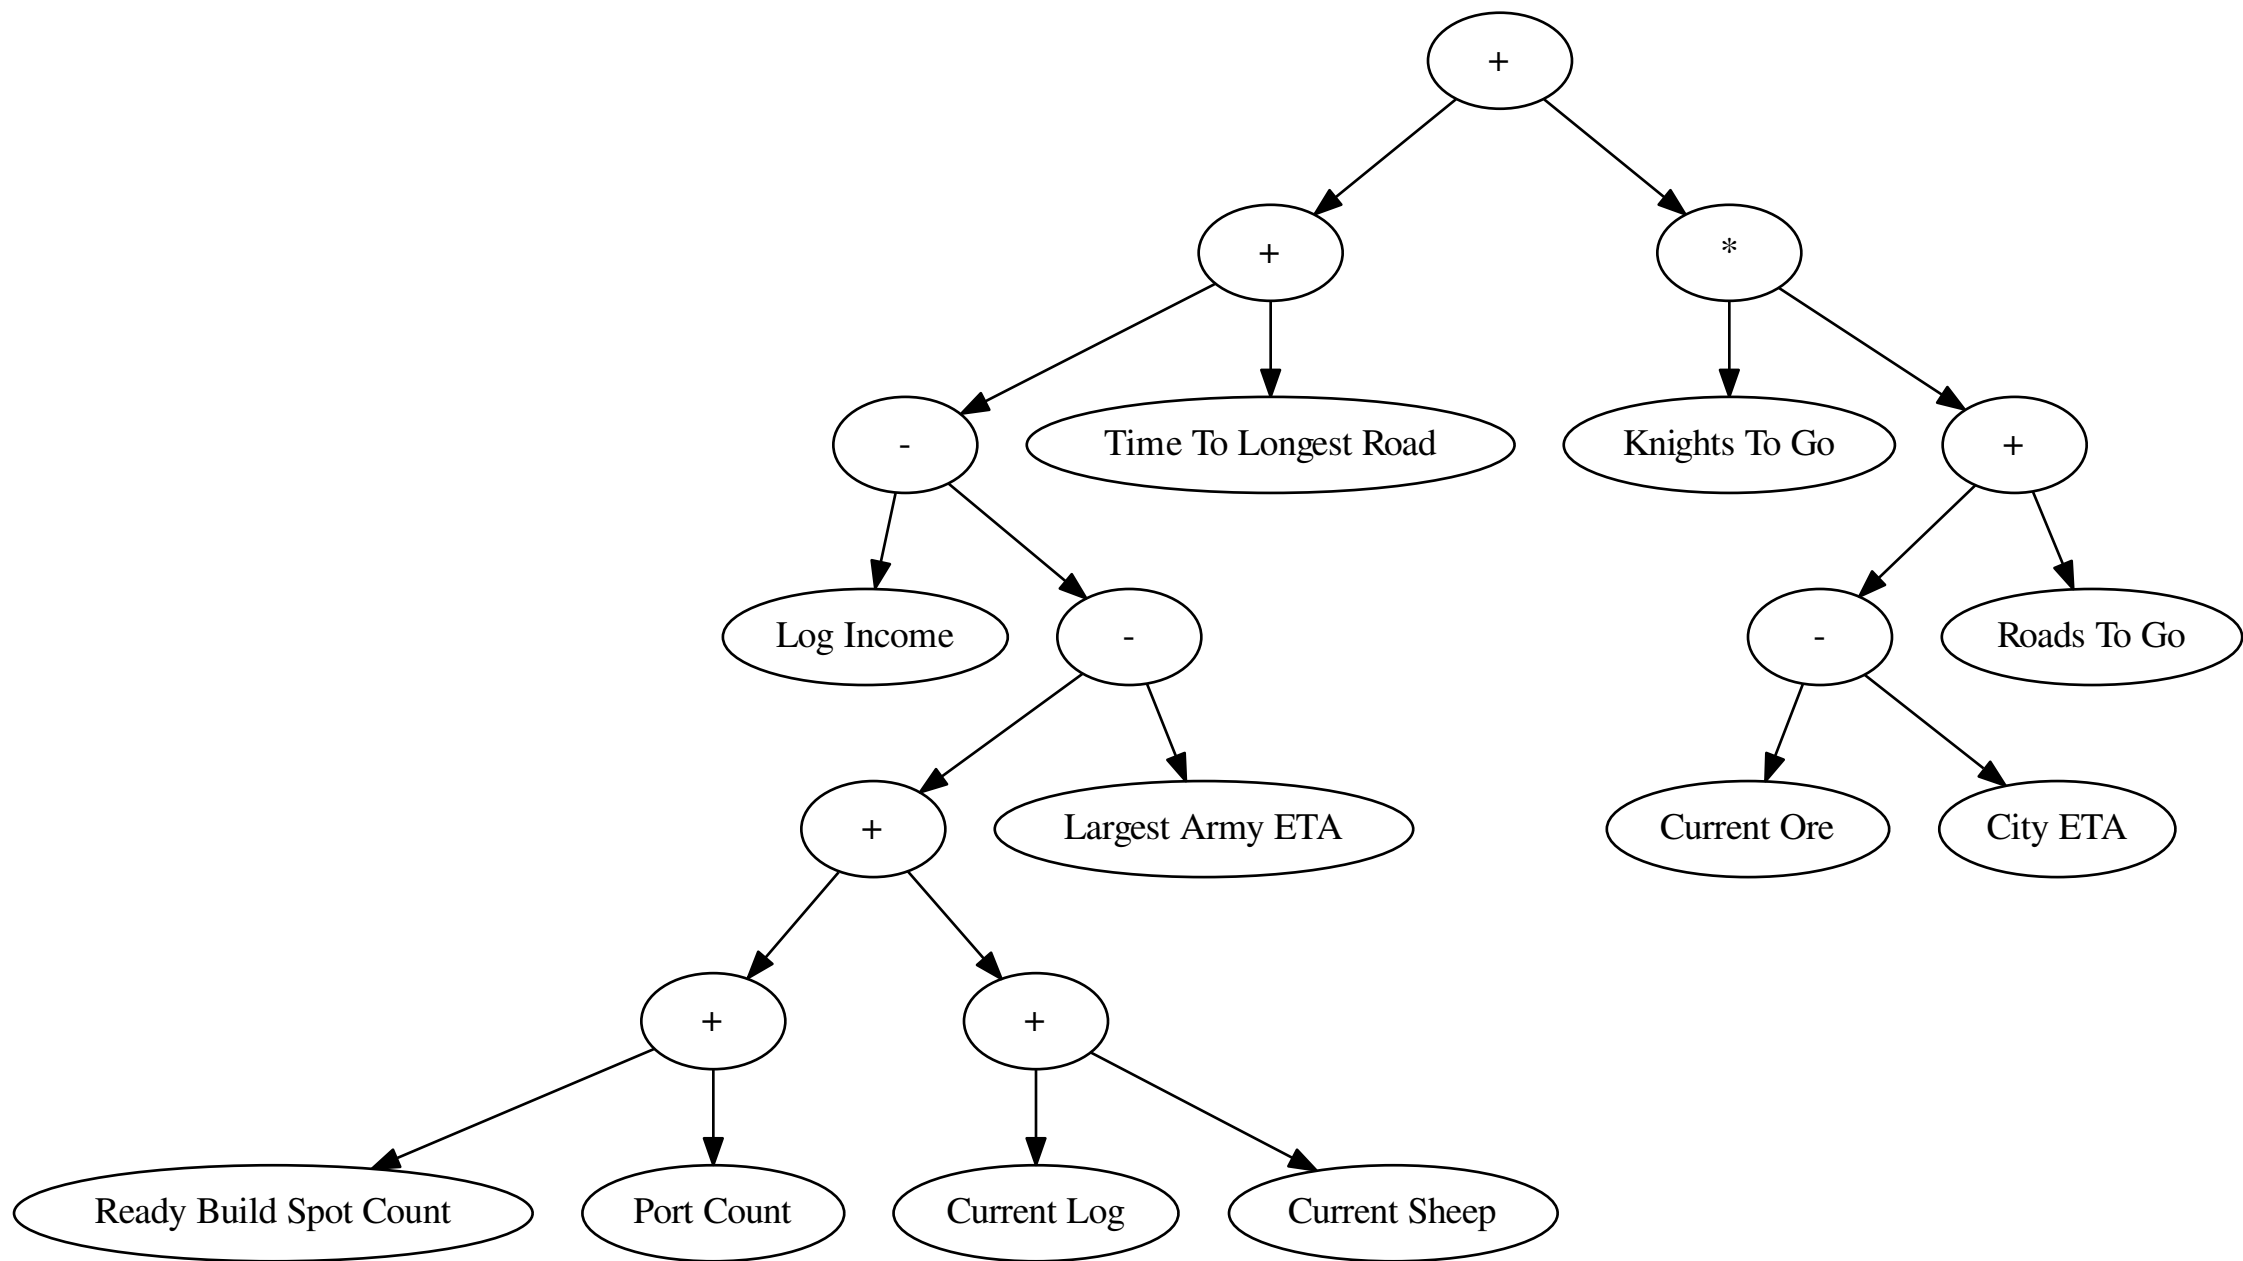 +
+
*
-
Time To Longest Road
Knights To Go
+
Log Income
-
-
Roads To Go
+
Largest Army ETA
Current Ore
City ETA
+
+
Ready Build Spot Count
Port Count
Current Log
Current Sheep